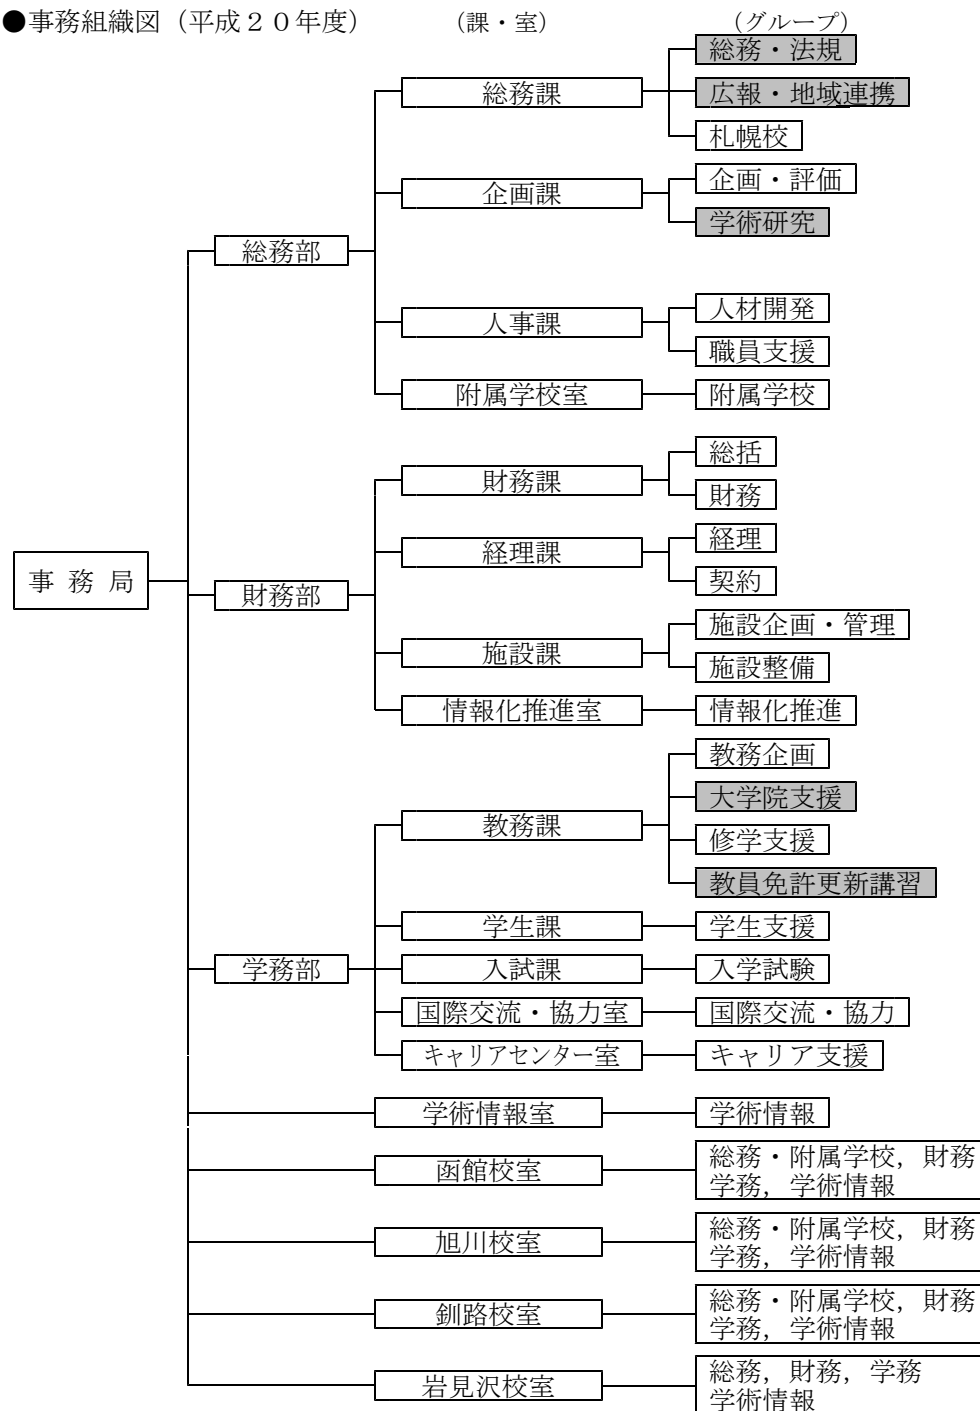 ●事務組織図（平成２０年度）
（課・室）
（グループ）
総務・法規
総務課
広報・地域連携
札幌校
企画・評価
企画課
学術研究
総務部
人材開発
人事課
職員支援
附属学校室
附属学校
総括
財務課
財務
経理
経理課
契約
事 務 局
財務部
施設企画・管理
施設課
施設整備
情報化推進室
情報化推進
教務企画
大学院支援
教務課
修学支援
教員免許更新講習
学生課
学生支援
学務部
入試課
入学試験
国際交流・協力室
国際交流・協力
キャリアセンター室
キャリア支援
学術情報室
学術情報
函館校室
総務・附属学校，財務
学務，学術情報
旭川校室
総務・附属学校，財務
学務，学術情報
釧路校室
総務・附属学校，財務
学務，学術情報
岩見沢校室
総務，財務，学務
学術情報